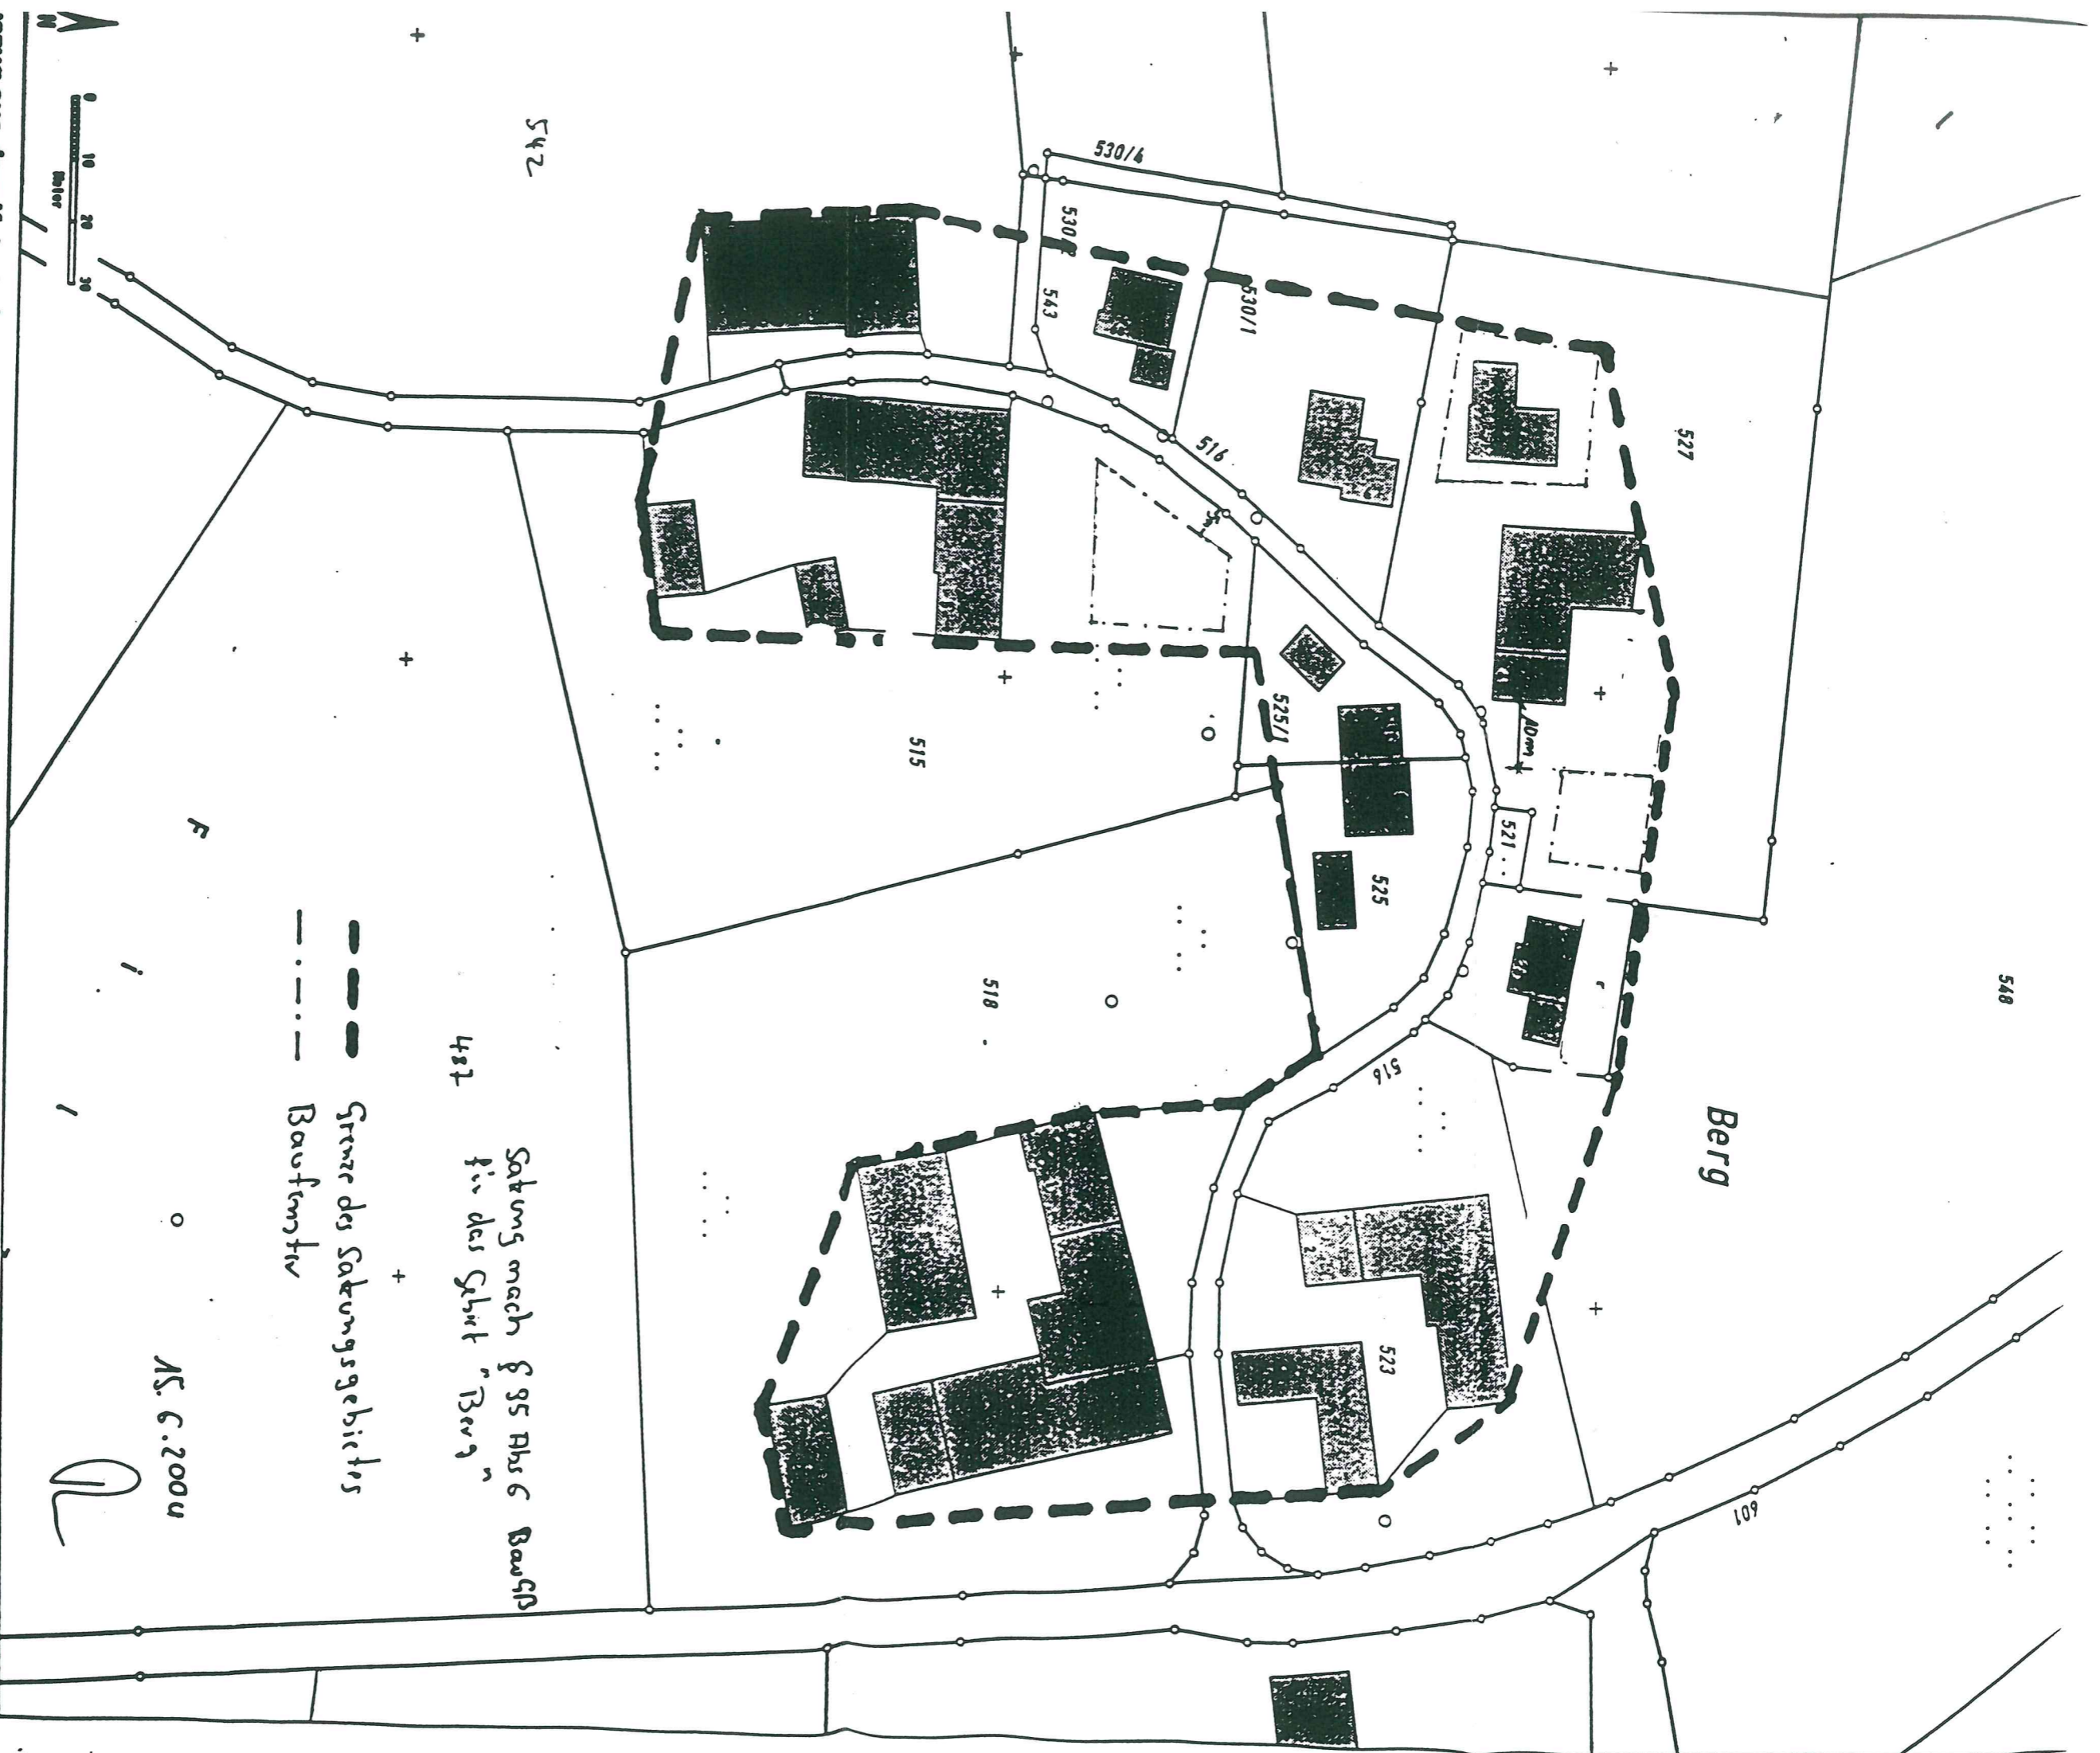 Berg
548
527
523
601
516
525
521
525/1
516
530/1
530/2
530/4
543
515
518
542
10m
5m
Satzung nach § 35 Abs 6 BauGB
für das Gebiet "Berg"
487
Grenze des Satzungsgebietes
Baufenster
15.6.2004
F
l
0 10 20 30
Meter
N